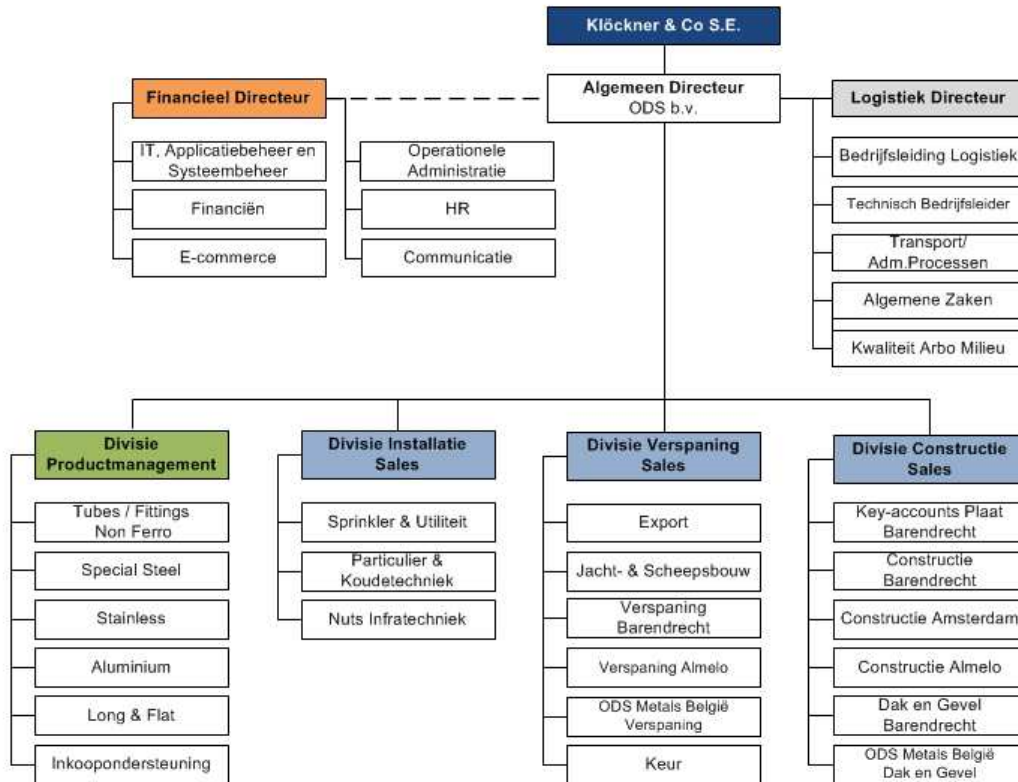 Klöckner & Co S.E.
Financieel Directeur
Algemeen Directeur
ODS b.v.
Logistiek Directeur
IT, Applicatiebeheer en
Systeembeheer
Financiën
E-commerce
Operationele
Administratie
HR
Communicatie
Bedrijfsleiding Logistiek
Technisch Bedrijfsleider
Transport/
Adm.Processen
Algemene Zaken
Kwaliteit Arbo Milieu
Divisie
Productmanagement
Tubes / Fittings
Non Ferro
Special Steel
Stainless
Aluminium
Long & Flat
Inkoopondersteuning
Divisie Installatie
Sales
Sprinkler & Utiliteit
Particulier &
Koudetechniek
Nuts Infratechniek
Divisie Verspaning
Sales
Export
Jacht- & Scheepsbouw
Verspaning
Barendrecht
Verspaning Almelo
ODS Metals België
Verspaning
Keur
Divisie Constructie
Sales
Key-accounts Plaat
Barendrecht
Constructie
Barendrecht
Constructie Amsterdam
Constructie Almelo
Dak en Gevel
Barendrecht
ODS Metals België
Dak en Gevel